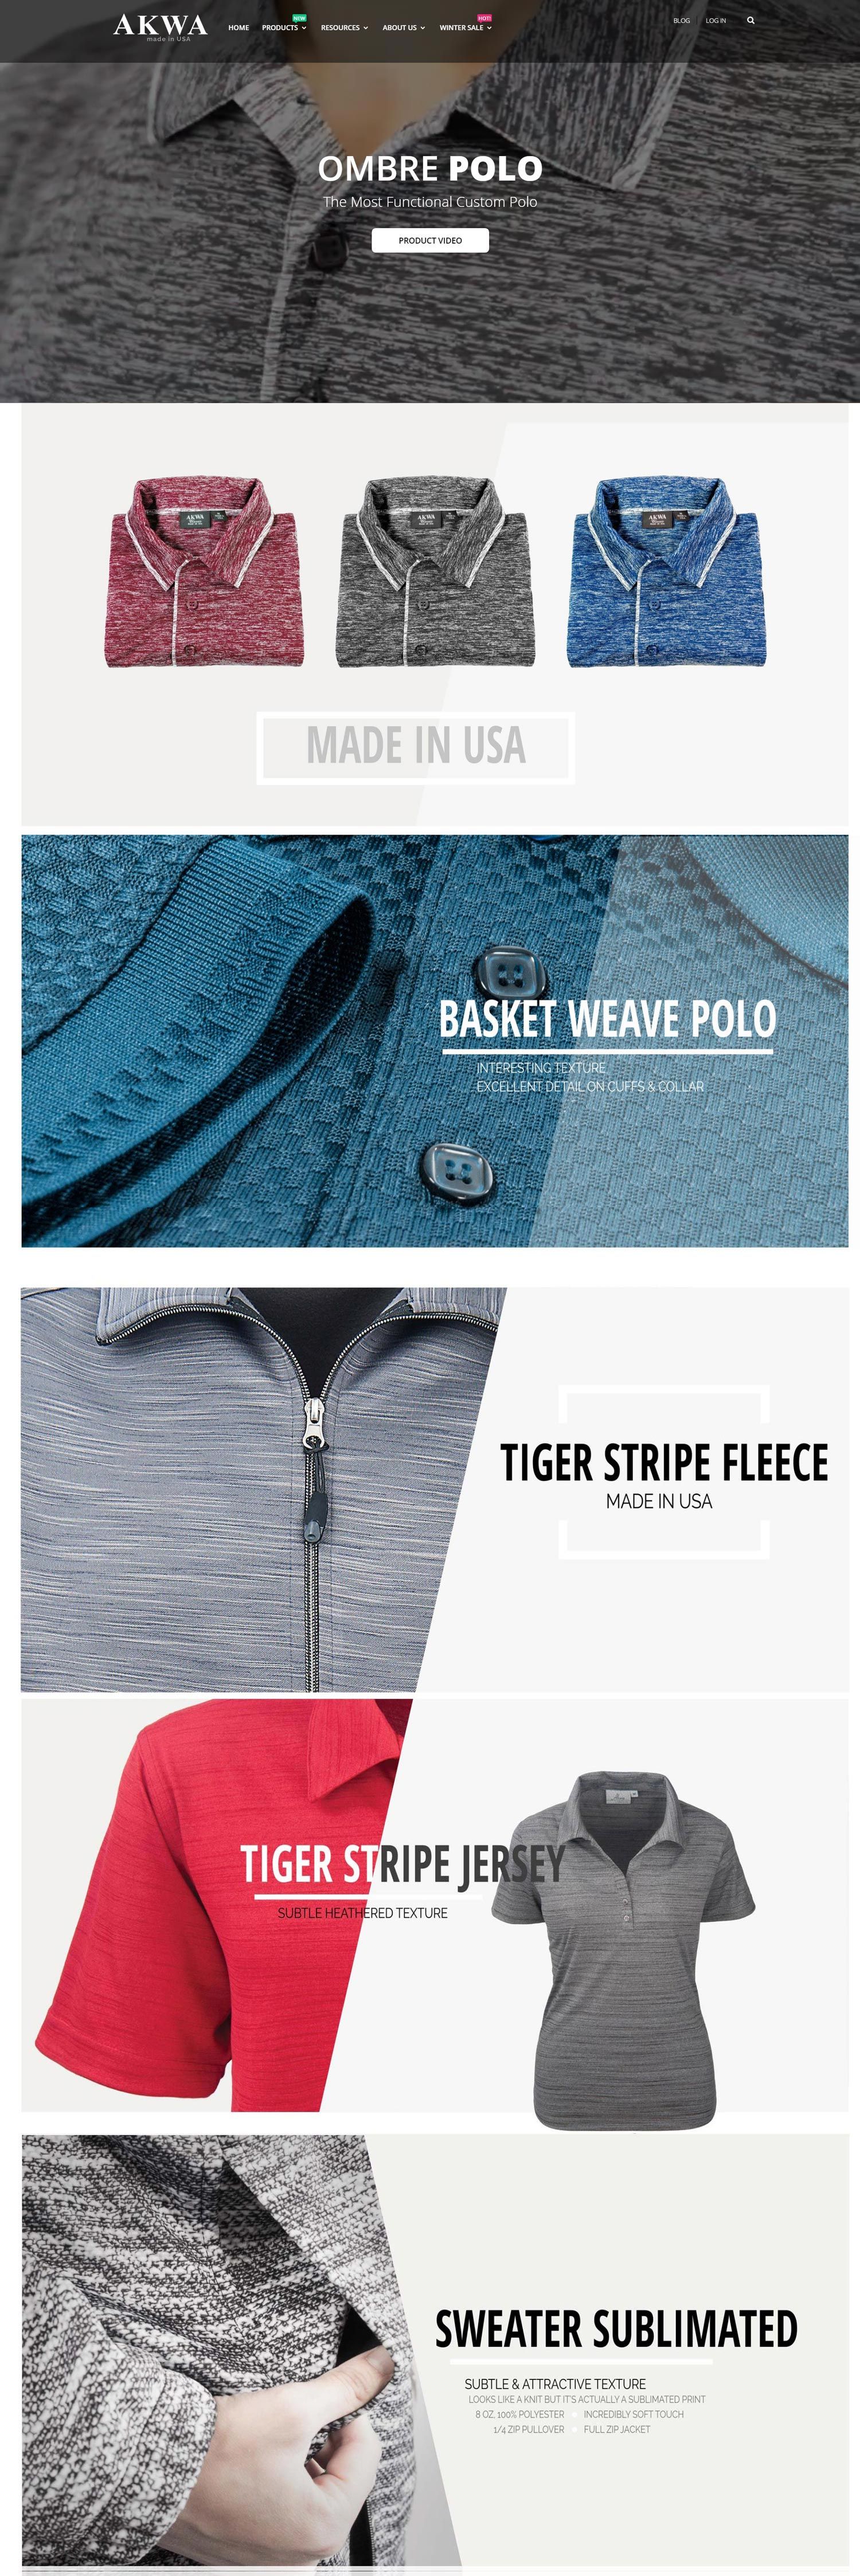 AKWA
made in USA
HOME
PRODUCTS
NEW
RESOURCES
ABOUT US
WINTER SALE
HOT!
BLOG
LOG IN
OMBRE POLO
The Most Functional Custom Polo
PRODUCT VIDEO
AKWA
AKWA
AKWA
MADE IN USA
BASKET WEAVE POLO
INTERESTING TEXTURE
EXCELLENT DETAIL ON CUFFS & COLLAR
TIGER STRIPE FLEECE
MADE IN USA
TIGER STRIPE JERSEY
SUBTLE HEATHERED TEXTURE
SWEATER SUBLIMATED
SUBTLE & ATTRACTIVE TEXTURE
LOOKS LIKE A KNIT BUT IT'S ACTUALLY A SUBLIMATED PRINT
8 OZ. 100% POLYESTER INCREDIBLY SOFT TOUCH
1/4 ZIP PULLOVER FULL ZIP JACKET